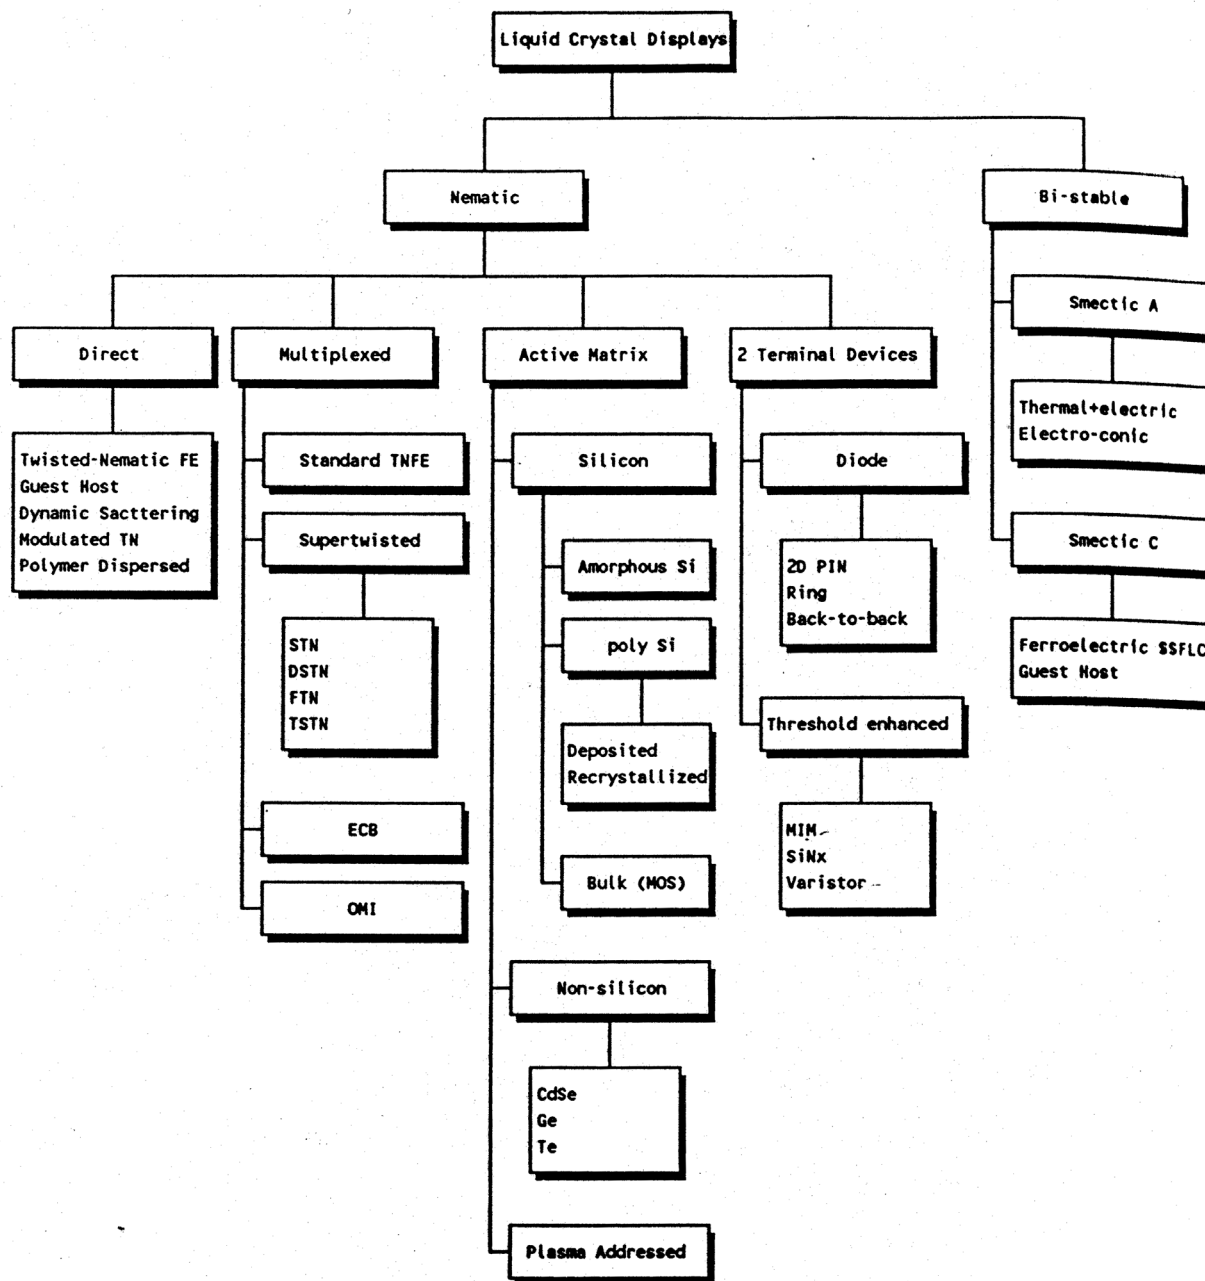 Liquid Crystal Displays
Nematic
Bi-stable
Direct
Multiplexed
Active Matrix
2 Terminal Devices
Smectic A
Thermal+electric
Electro-conic
Twisted-Nematic FE
Guest Host
Dynamic Sacttering
Modulated TN
Polymer Dispersed
Standard TNFE
Silicon
Diode
Supertwisted
Smectic C
Amorphous Si
2D PIN
Ring
Back-to-back
STN
DSTN
FTN
TSTN
poly Si
Ferroelectric $SFLC
Guest Host
Threshold enhanced
Deposited
Recrystallized
ECB
MIM
SiNx
Varistor
Bulk (MOS)
OMI
Non-silicon
CdSe
Ge
Te
Plasma Addressed